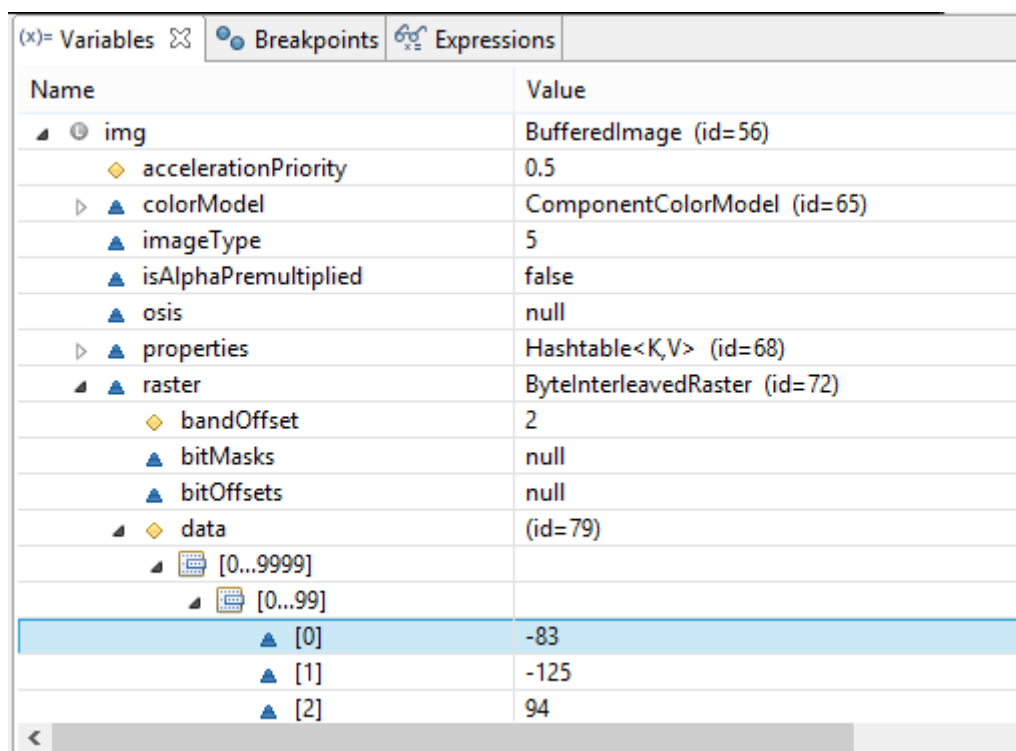 (x)= Variables Breakpoints Expressions
Name Value
img BufferedImage (id=56)
accelerationPriority 0.5
colorModel ComponentColorModel (id=65)
imageType 5
isAlphaPremultiplied false
osis null
properties Hashtable<K,V> (id=68)
raster ByteInterleavedRaster (id=72)
bandOffset 2
bitMasks null
bitOffsets null
data (id=79)
[0...9999]
[0...99]
[0] -83
[1] -125
[2] 94